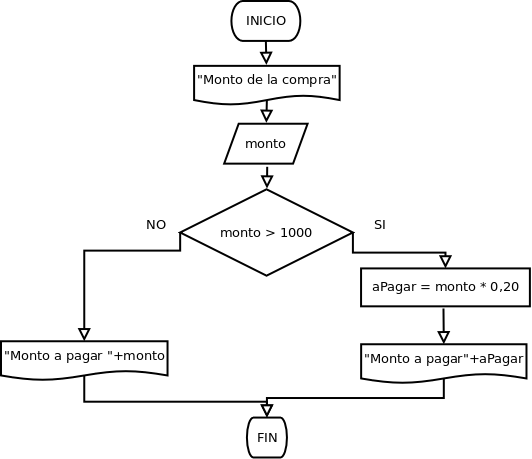 INICIO
"Monto de la compra"
monto
NO
monto > 1000
SI
aPagar = monto * 0,20
"Monto a pagar "+monto
"Monto a pagar"+aPagar
FIN